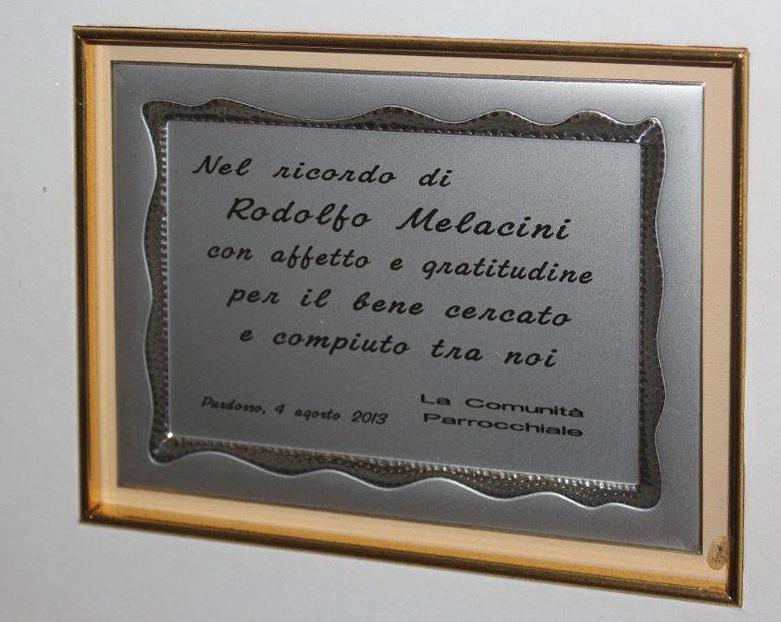 Nel ricordo di
Rodolfo Melacini
con affetto e gratitudine
per il bene cercato
e compiuto tra noi
Purdosso, 4 agosto 2013
La Comunità
Parrocchiale